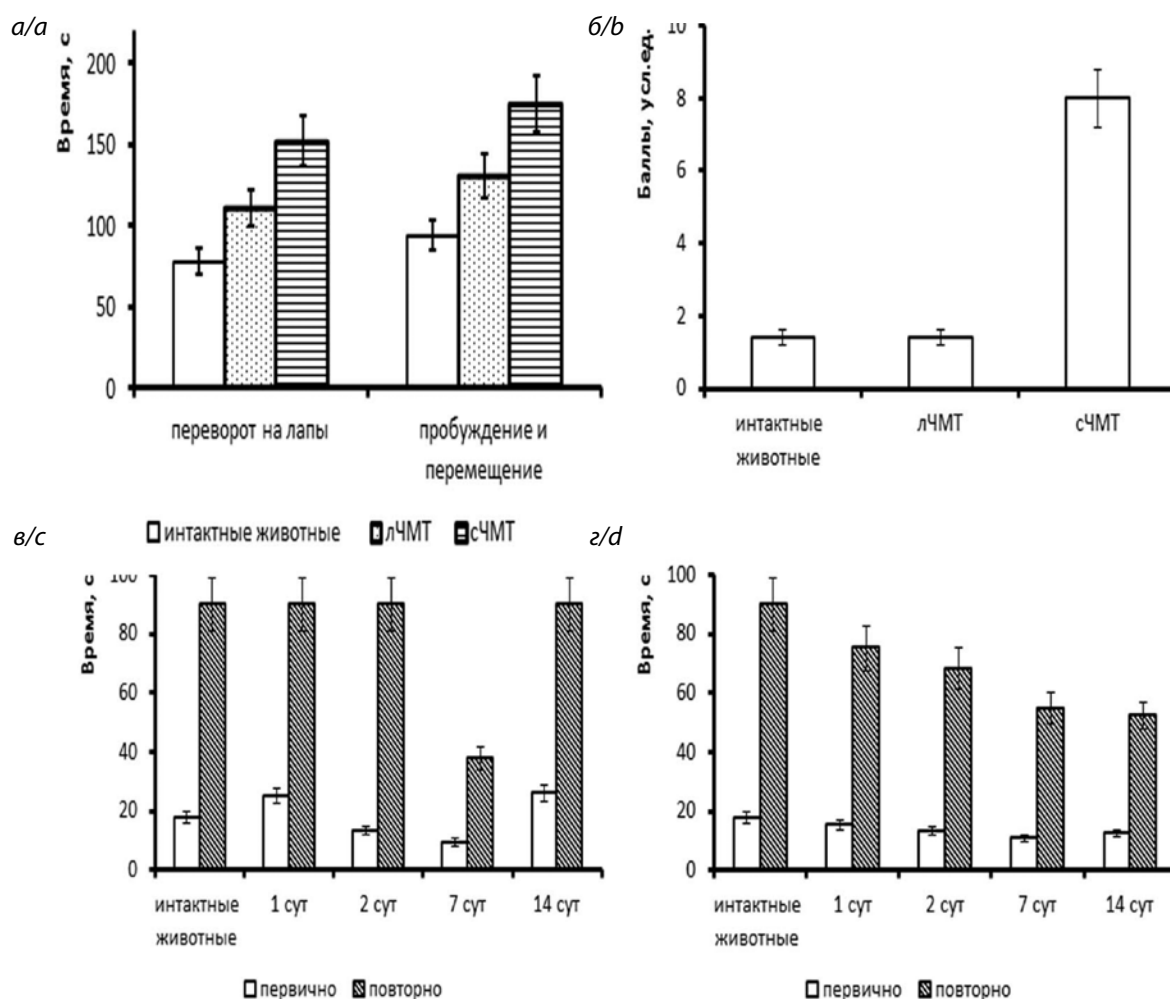 а/a
Время, с
200
150
100
50
0
переворот на лапы
пробуждение и
перемещение
интактные животные лЧМТ сЧМТ
б/b
Баллы, усл.ед.
10
8
6
4
2
0
интактные
животные
лЧМТ
сЧМТ
в/c
Время, с
100
80
60
40
20
0
интактные
животные
1 сут
2 сут
7 сут
14 сут
первично повторно
г/d
Время, с
100
80
60
40
20
0
интактные
животные
1 сут
2 сут
7 сут
14 сут
первично повторно